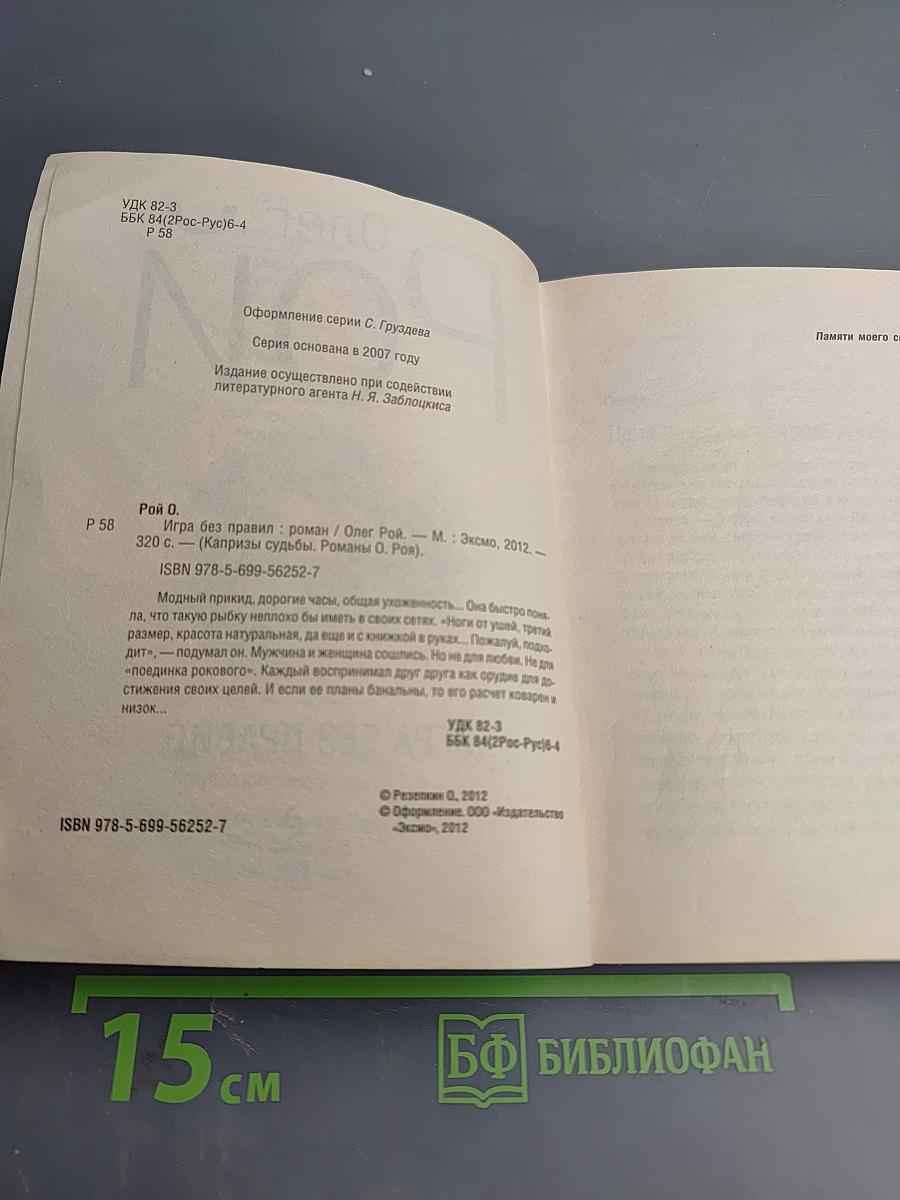 УДК 82-3
ББК 84(2Рос-Рус)6-4
Р 58
Оформление серии С. Груздева
Серия основана в 2007 году
Издание осуществлено при содействии
литературного агента Н. Я. Заблоцкиса
Рой О.
Р 58 Игра без правил : роман / Олег Рой. — М. : Эксмо, 2012. —
320 с. — (Капризы судьбы. Романы О. Роя).
ISBN 978-5-699-56252-7
Модный прикид, дорогие часы, общая ухоженность... Она быстро поня-
ла, что такую рыбку неплохо бы иметь в своих сетях. «Ноги от ушей, третий
размер, красота натуральная, да еще и с книжкой в руках... Пожалуй, подхо-
дит», — подумал он. Мужчина и женщина сошлись. Но не для любви. Не для
«поединка рокового». Каждый воспринимал друг друга как орудие для до-
стижения своих целей. И если ее планы банальны, то его расчет коварен и
низок...
УДК 82-3
ББК 84(2Рос-Рус)6-4
© Резепкин О., 2012
© Оформление. ООО «Издательство
«Эксмо», 2012
ISBN 978-5-699-56252-7
Памяти моего
15 см
БФ БИБЛИОФАН